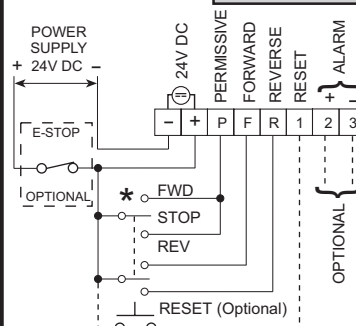 POWER
SUPPLY
+ 24V DC –
24V DC
PERMISSIVE
FORWARD
REVERSE
RESET
ALARM
+ –
– + P F R 1 2 3
E-STOP
OPTIONAL
* FWD
STOP
REV
OPTIONAL
RESET (Optional)